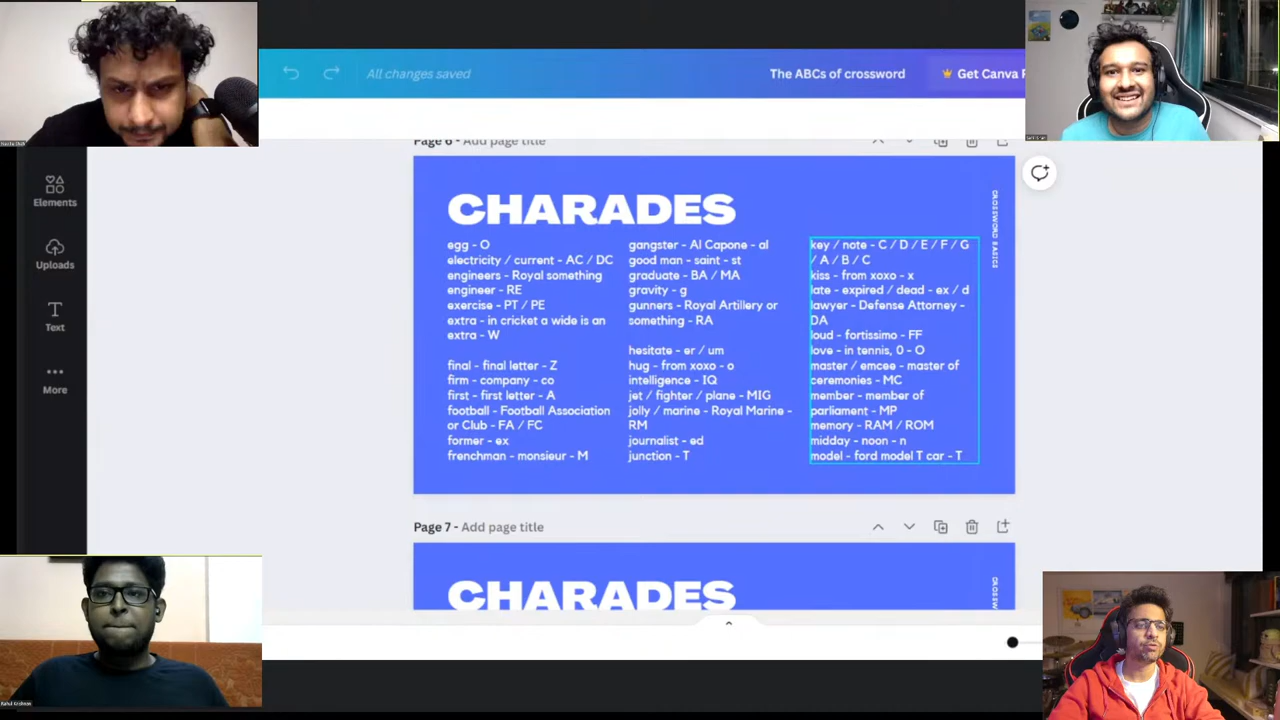 All changes saved
The ABCs of crossword
Get Canva
Elements
Uploads
Text
More
Page 6 - Add page title
CHARADES
CROSSWORD BASICS
egg - O
electricity / current - AC / DC
engineers - Royal something
engineer - RE
exercise - PT / PE
extra - in cricket a wide is an
extra - W
final - final letter - Z
firm - company - co
first - first letter - A
football - Football Association
or Club - FA / FC
former - ex
frenchman - monsieur - M
gangster - Al Capone - al
good man - saint - st
graduate - BA / MA
gravity - g
gunners - Royal Artillery or
something - RA
hesitate - er / um
hug - from xoxo - o
intelligence - IQ
jet / fighter / plane - MIG
jolly / marine - Royal Marine -
RM
journalist - ed
junction - T
key / note - C / D / E / F / G
/ A / B / C
kiss - from xoxo - x
late - expired / dead - ex / d
lawyer - Defense Attorney -
DA
loud - fortissimo - FF
love - in tennis, 0 - O
master / emcee - master of
ceremonies - MC
member - member of
parliament - MP
memory - RAM / ROM
midday - noon - n
model - ford model T car - T
Page 7 - Add page title
CHARADES
Rahul Krishnan